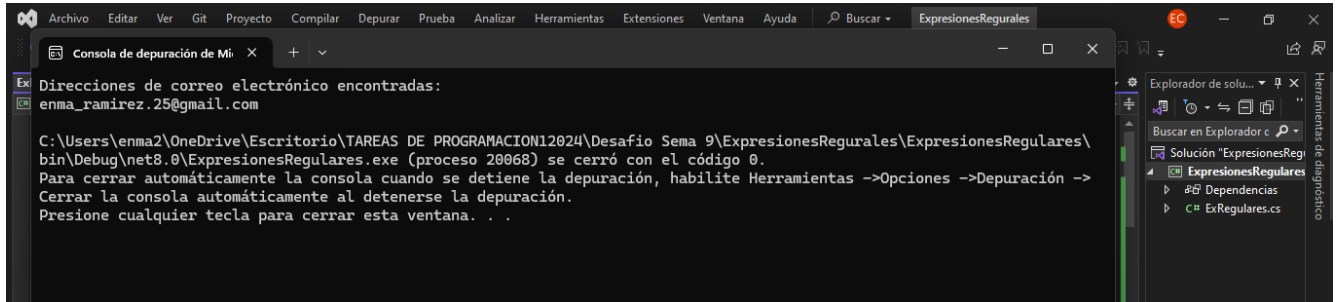 Archivo Editar Ver Git Proyecto Compilar Depurar Prueba Analizar Herramientas Extensiones Ventana Ayuda Buscar ExpresionesRegurales EC
Consola de depuración de Mi
Direcciones de correo electrónico encontradas:
enma_ramirez.25@gmail.com
C:\Users\enma2\OneDrive\Escritorio\TAREAS DE PROGRAMACION12024\Desafio Sema 9\ExpresionesRegurales\ExpresionesRegulares\
bin\Debug\net8.0\ExpresionesRegulares.exe (proceso 20068) se cerró con el código 0.
Para cerrar automáticamente la consola cuando se detiene la depuración, habilite Herramientas ->Opciones ->Depuración ->
Cerrar la consola automáticamente al detenerse la depuración.
Presione cualquier tecla para cerrar esta ventana. . .
Ex
C#
Explorador de solu...
Buscar en Explorador c
Solución "ExpresionesReg
C# ExpresionesRegulares
Dependencias
C# ExRegulares.cs
Herramientas de diagnóstico